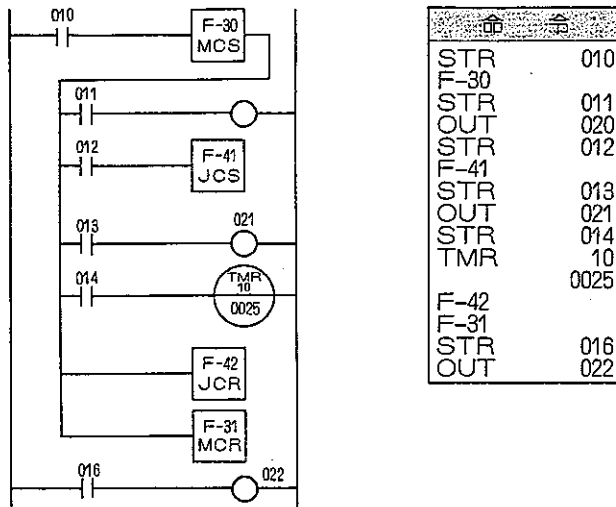 010
F-30
MCS
011
012
F-41
JCS
013
021
014
TMR
10
0025
F-42
JCR
F-31
MCR
016
022
命 令
STR 010
F-30
STR 011
OUT 020
STR 012
F-41
STR 013
OUT 021
STR 014
TMR 10
0025
F-42
F-31
STR 016
OUT 022